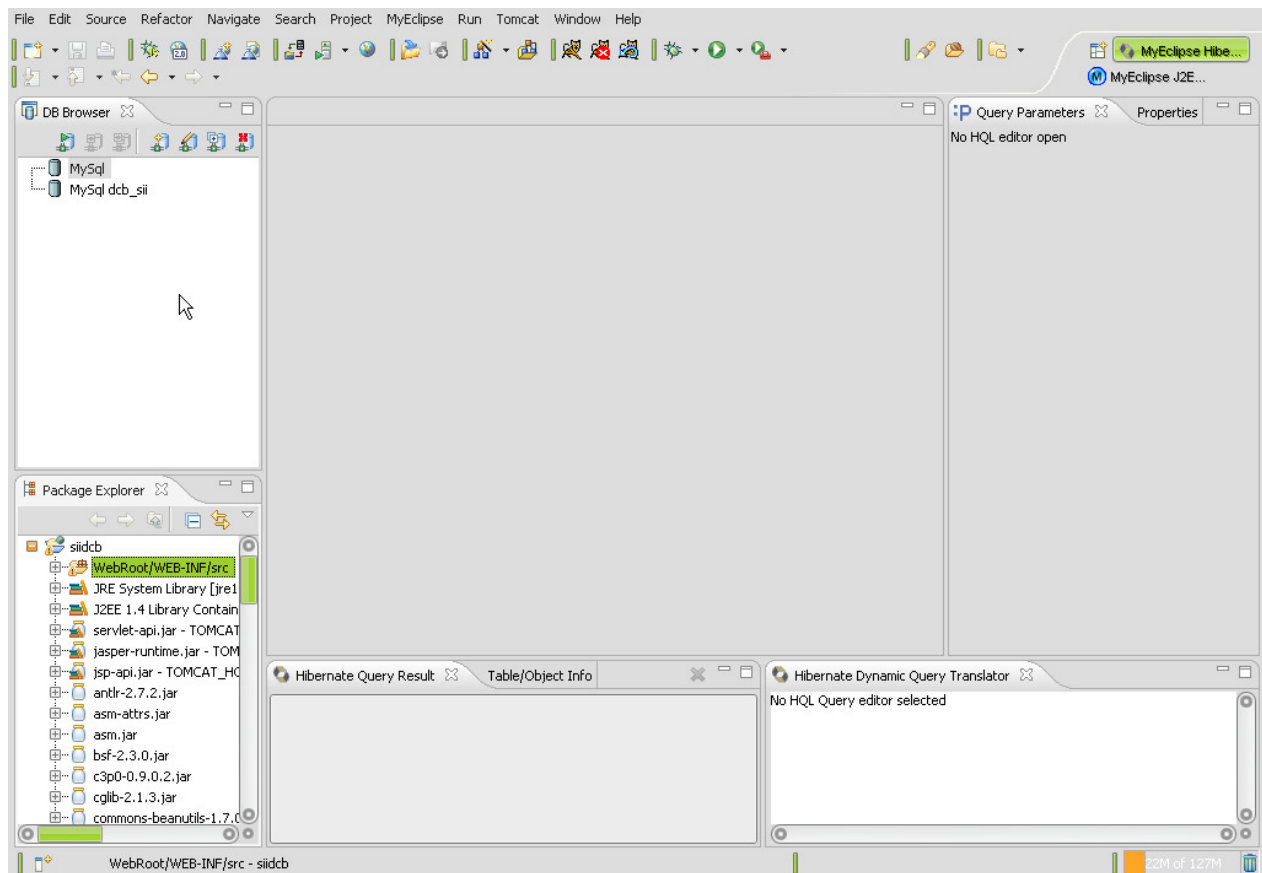 File Edit Source Refactor Navigate Search Project MyEclipse Run Tomcat Window Help
MyEclipse Hibe...
MyEclipse J2E...
DB Browser
MySql
MySql dcb_sii
Query Parameters Properties
No HQL editor open
Package Explorer
siidcb
WebRoot/WEB-INF/src
JRE System Library [jre1
J2EE 1.4 Library Contain
servlet-api.jar - TOMCAT
jasper-runtime.jar - TOM
jsp-api.jar - TOMCAT_HO
antlr-2.7.2.jar
asm-attrs.jar
asm.jar
bsf-2.3.0.jar
c3p0-0.9.0.2.jar
cglib-2.1.3.jar
commons-beanutils-1.7.0
Hibernate Query Result Table/Object Info
Hibernate Dynamic Query Translator
No HQL Query editor selected
WebRoot/WEB-INF/src - siidcb
22M of 127M